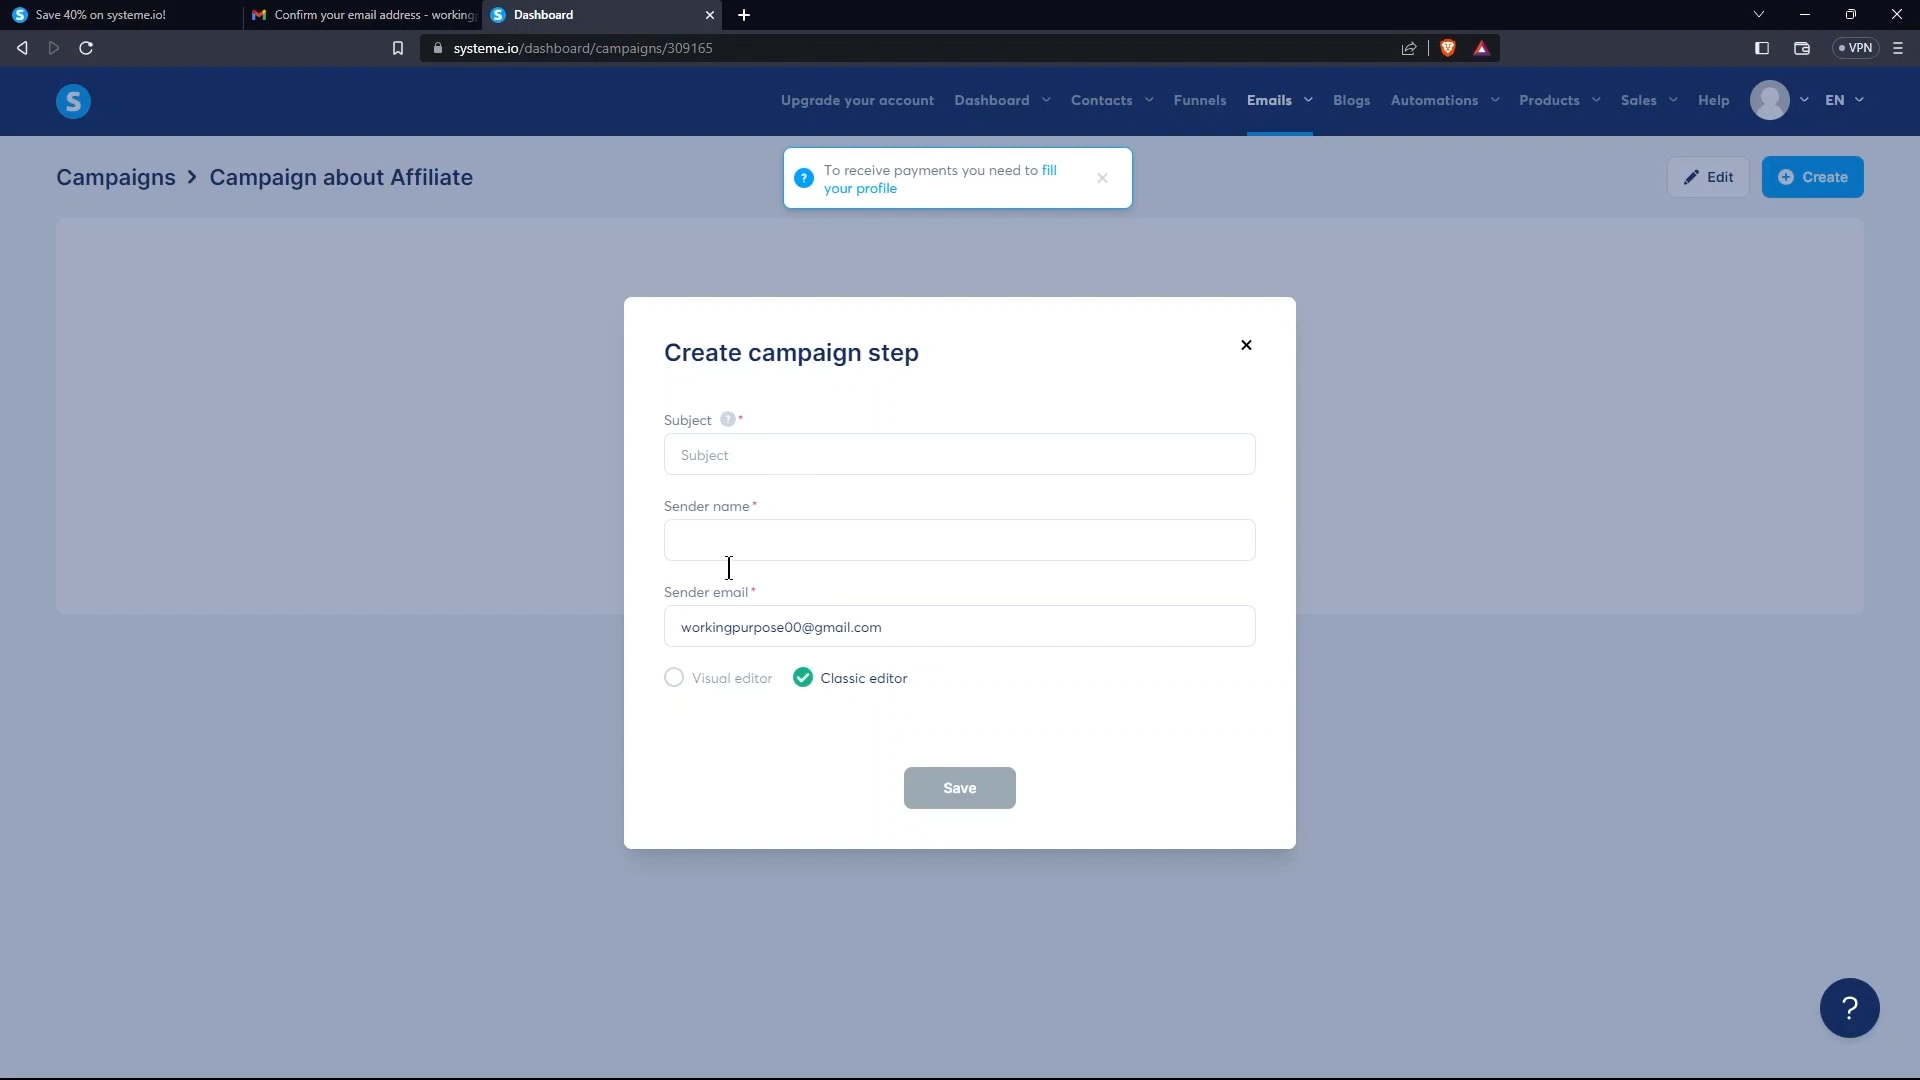 Save 40% on systeme.io!
Confirm your email address - working
Dashboard
systeme.io/dashboard/campaigns/309165
VPN
S
Upgrade your account
Dashboard
Contacts
Funnels
Emails
Blogs
Automations
Products
Sales
Help
EN
Campaigns > Campaign about Affiliate
To receive payments you need to fill
your profile
Edit
Create
Create campaign step
Subject ? *
Subject
Sender name *
Sender email *
workingpurpose00@gmail.com
Visual editor
Classic editor
Save
?